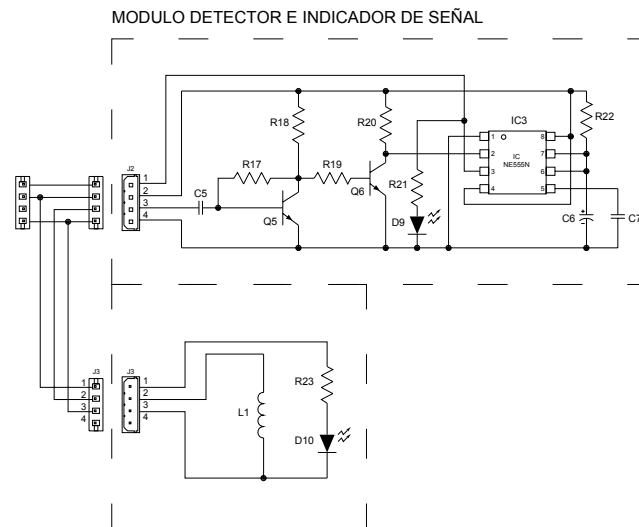 MODULO DETECTOR E INDICADOR DE SEÑAL
R18
R20
IC3
R22
J2
1
2
3
4
R17
R19
R21
Q6
C5
Q5
D9
1
2
3
4
8
7
6
5
IC
NE555N
C6
+
C7
J3
1
2
3
4
J3
1
2
3
4
L1
R23
D10